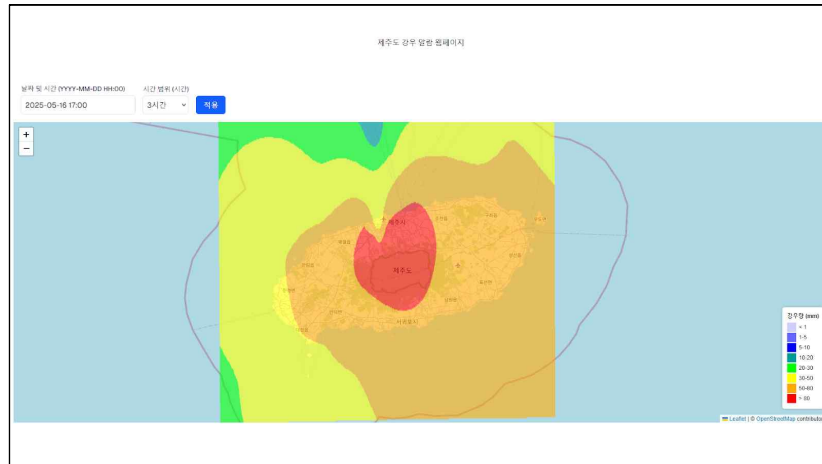 제주도 강우 알람 웹페이지
날짜 및 시간 (YYYY-MM-DD HH:00)
시간 범위 (시간)
2025-05-16 17:00
3시간
적용
+
−
제주시
제주도
서귀포시
강우량 (mm)
< 1
1-5
5-10
10-20
20-30
30-50
50-80
> 80
Leaflet | © OpenStreetMap contributor